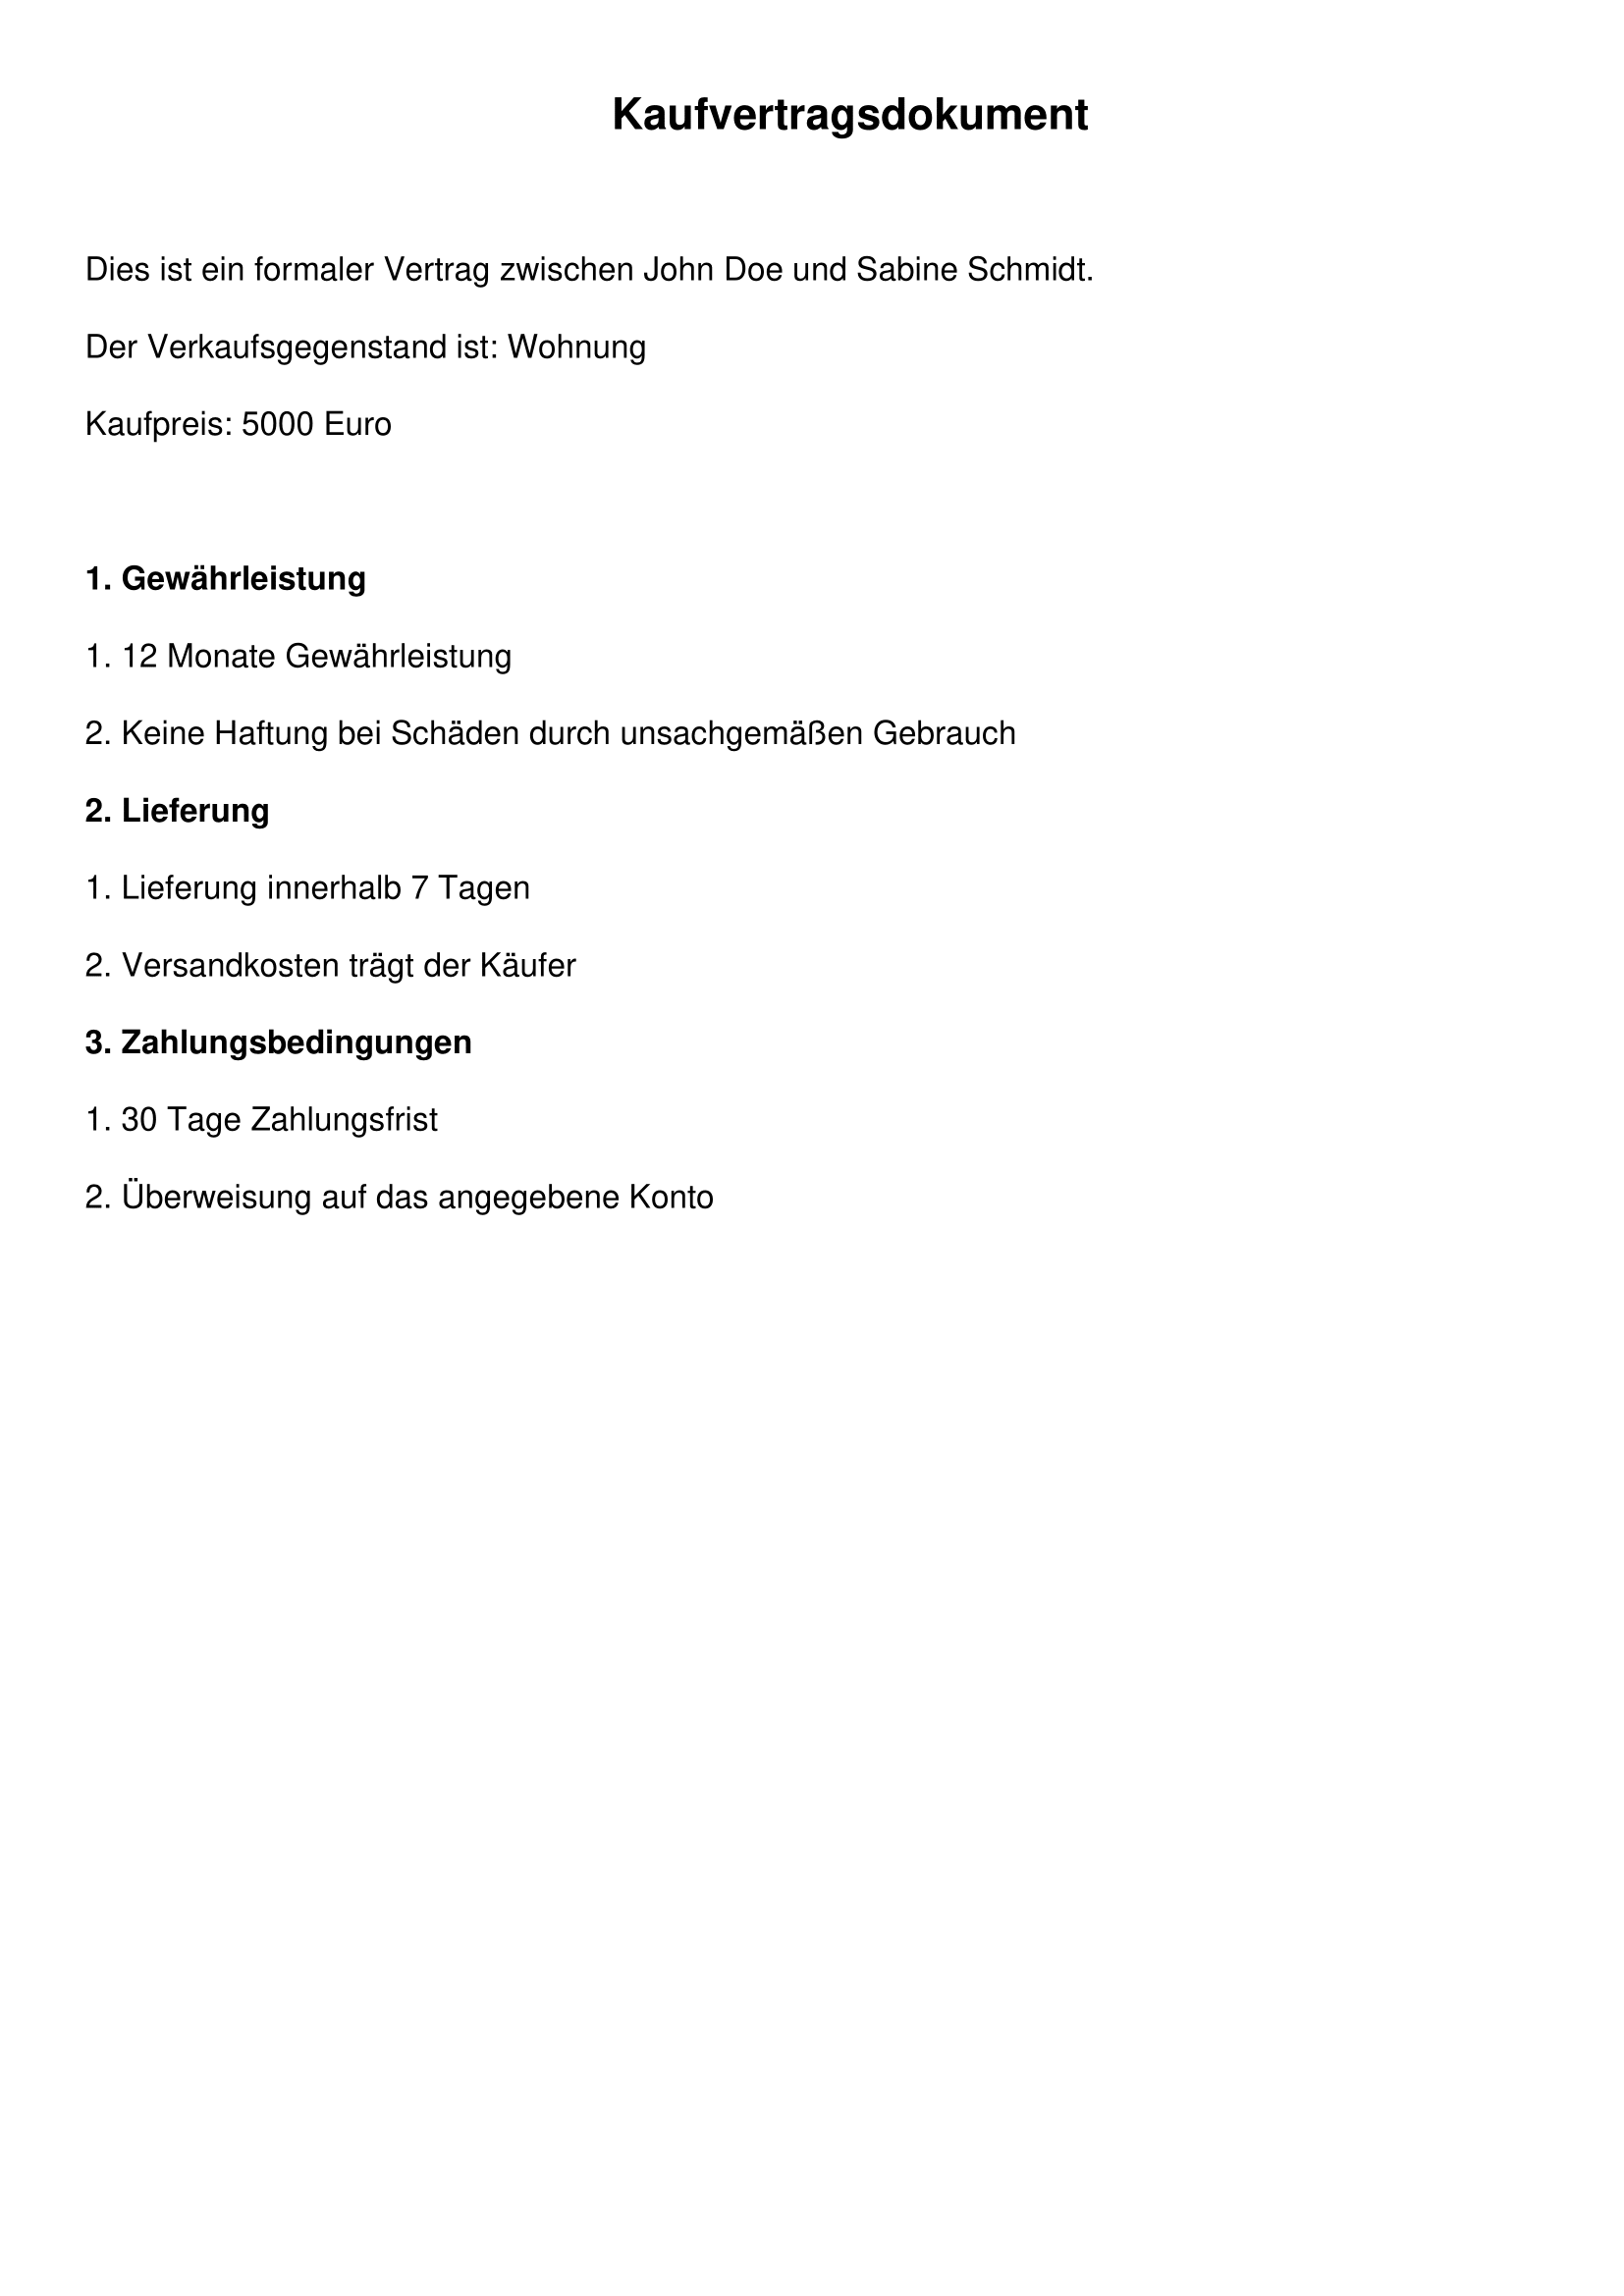 Kaufvertragsdokument
Dies ist ein formaler Vertrag zwischen John Doe und Sabine Schmidt.
Der Verkaufsgegenstand ist: Wohnung
Kaufpreis: 5000 Euro
1. Gewährleistung
1. 12 Monate Gewährleistung
2. Keine Haftung bei Schäden durch unsachgemäßen Gebrauch
2. Lieferung
1. Lieferung innerhalb 7 Tagen
2. Versandkosten trägt der Käufer
3. Zahlungsbedingungen
1. 30 Tage Zahlungsfrist
2. Überweisung auf das angegebene Konto